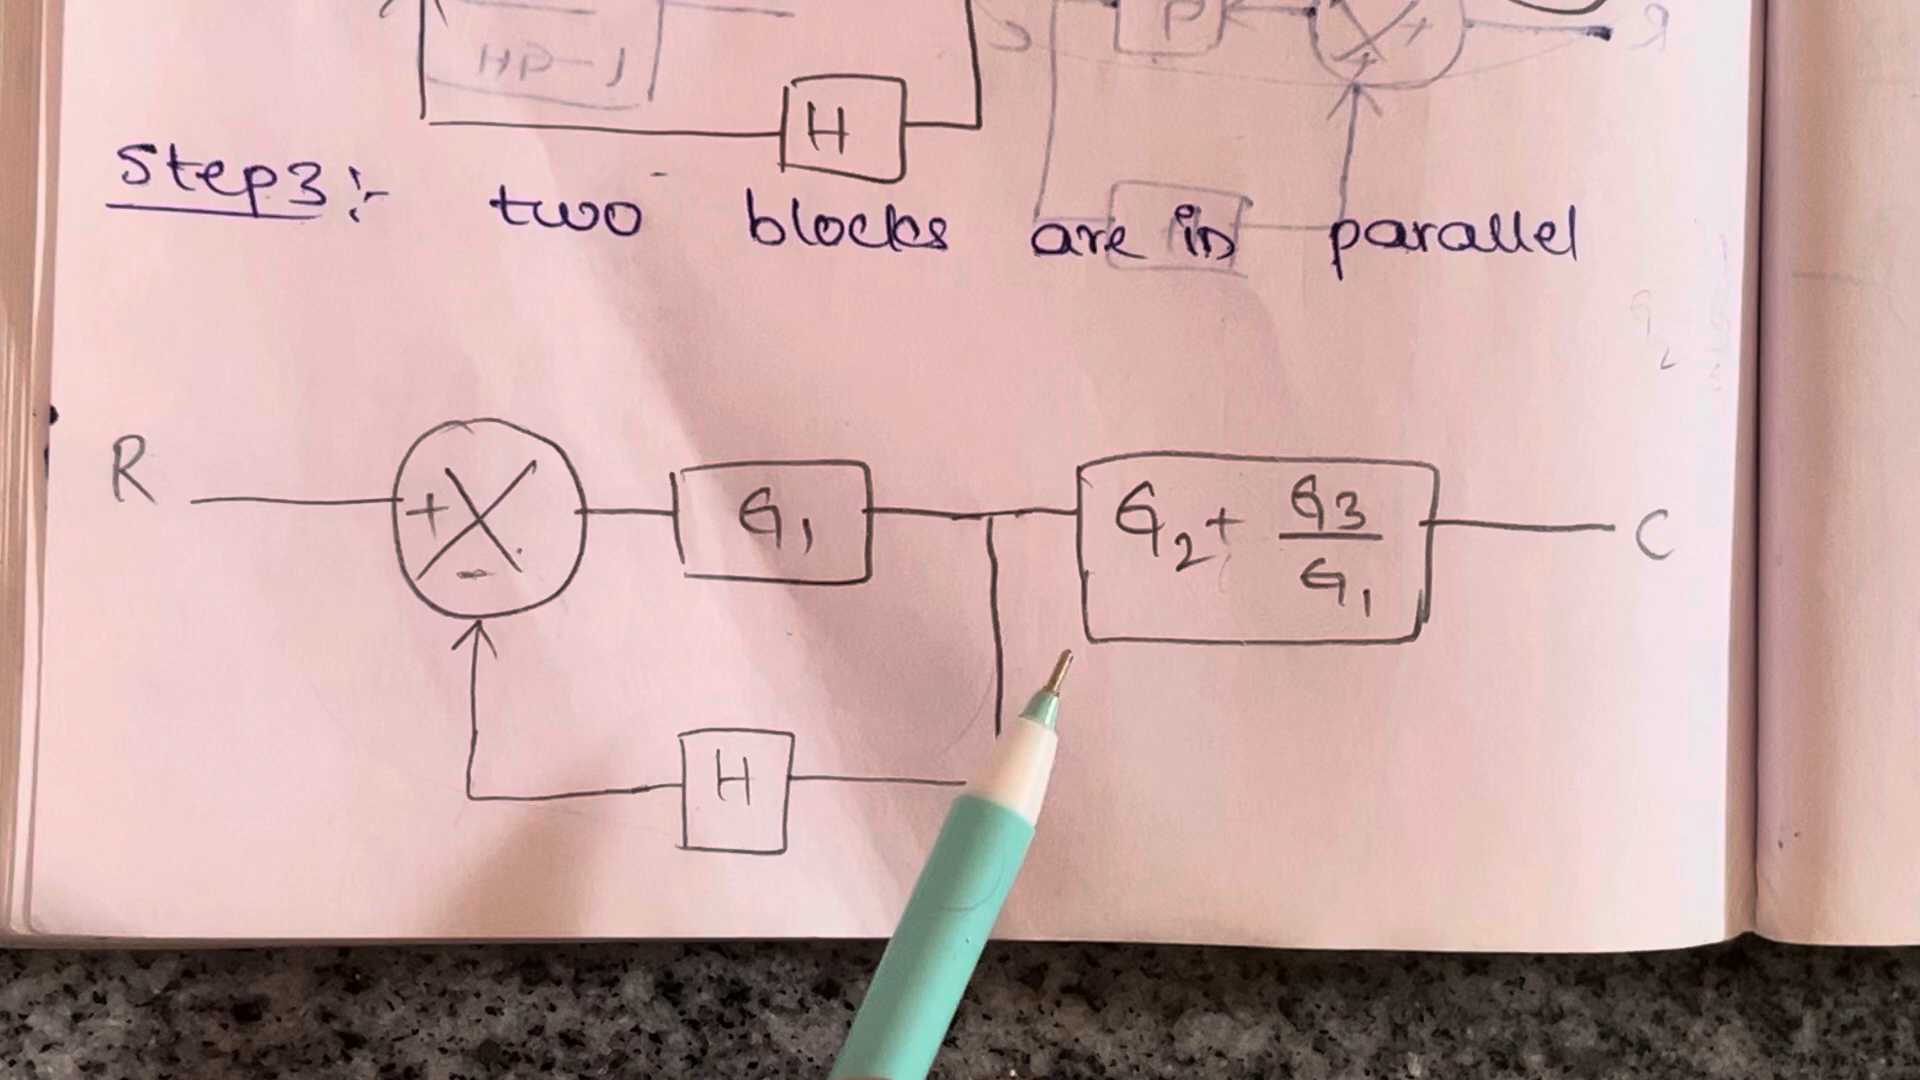 H
Step3:-  two blocks are in parallel
R + - G1 G2 + G3/G1 C
H